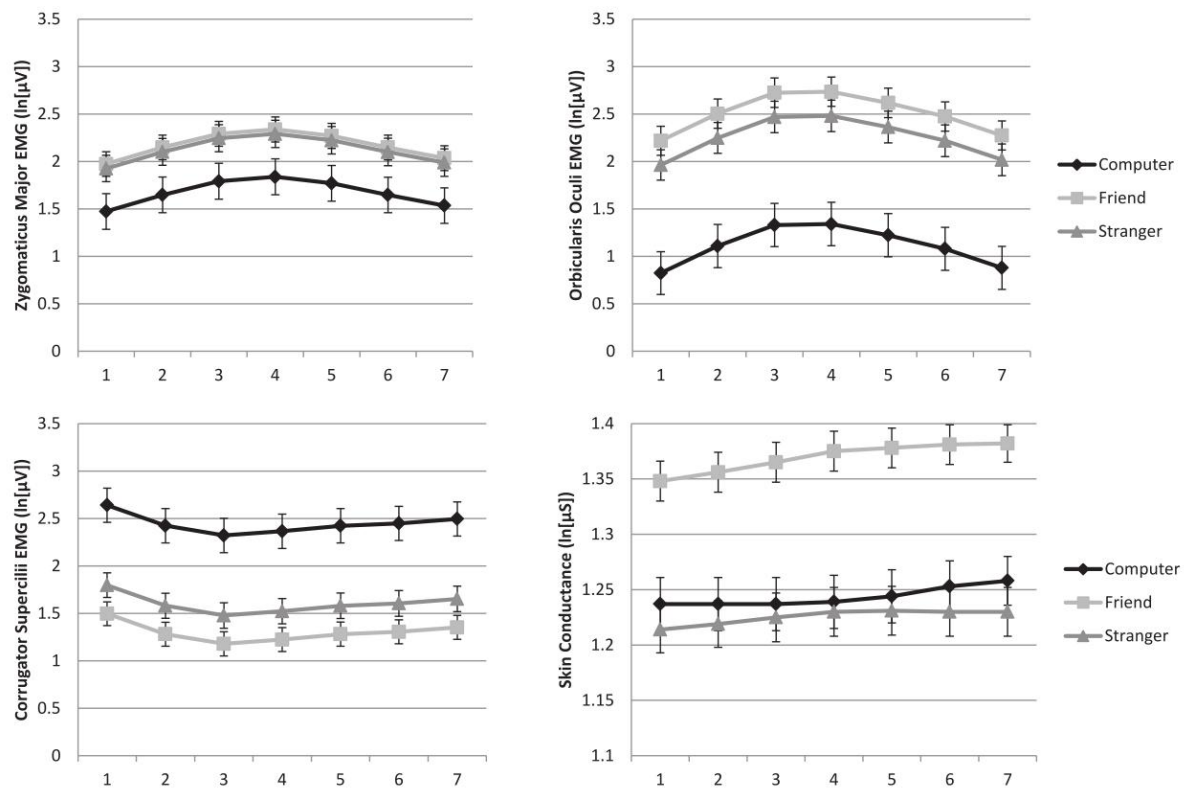 Zygomaticus Major EMG (ln[µV])
3.5
3
2.5
2
1.5
1
0.5
0
1 2 3 4 5 6 7
Orbicularis Oculi EMG (ln[µV])
3.5
3
2.5
2
1.5
1
0.5
0
1 2 3 4 5 6 7
Computer
Friend
Stranger
Corrugator Supercilii EMG (ln[µV])
3.5
3
2.5
2
1.5
1
0.5
0
1 2 3 4 5 6 7
Skin Conductance (ln[µS])
1.4
1.35
1.3
1.25
1.2
1.15
1.1
1 2 3 4 5 6 7
Computer
Friend
Stranger